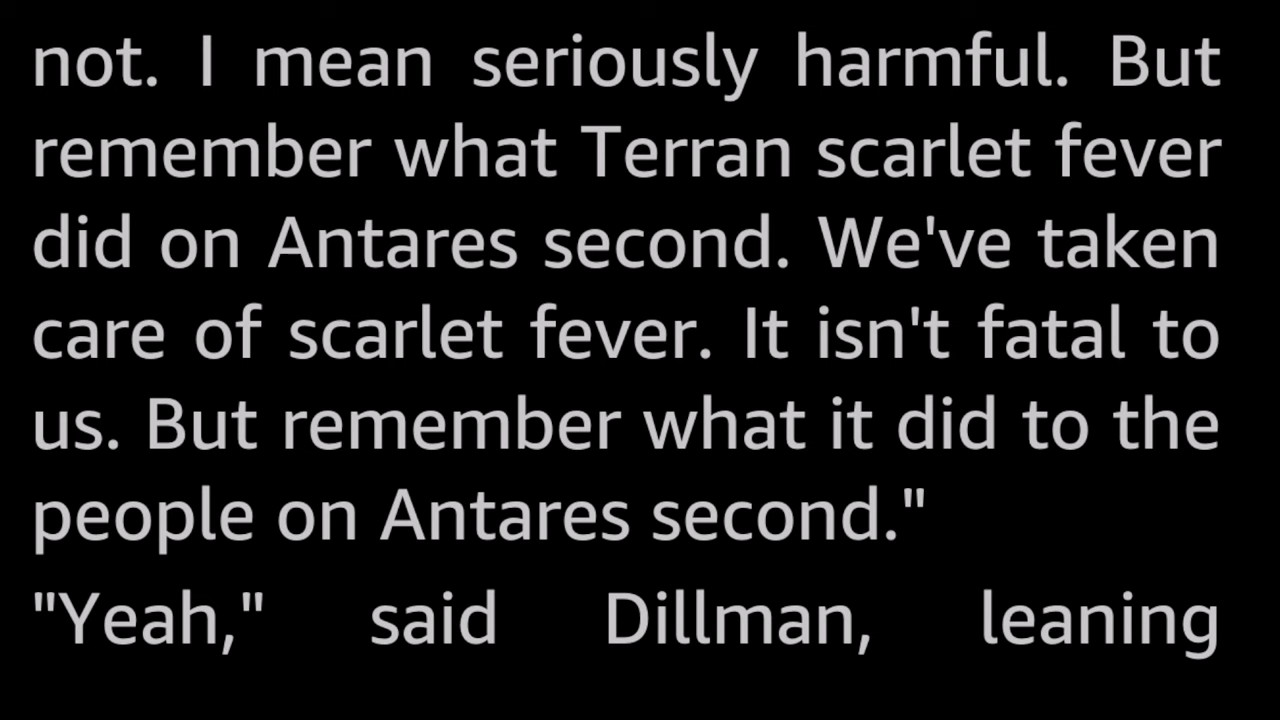 not. I mean seriously harmful. But
remember what Terran scarlet fever
did on Antares second. We've taken
care of scarlet fever. It isn't fatal to
us. But remember what it did to the
people on Antares second."
"Yeah," said Dillman, leaning